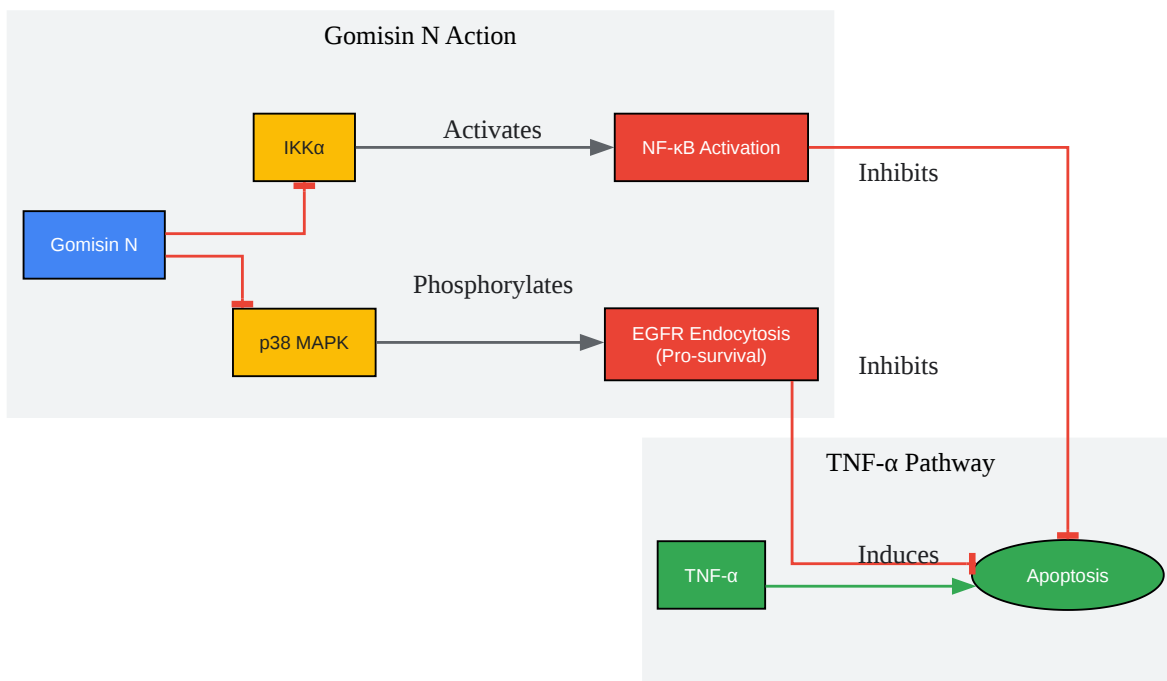 Gomisin N Action
IKKα
Activates
NF-κB Activation
Inhibits
Gomisin N
Phosphorylates
p38 MAPK
EGFR Endocytosis
(Pro-survival)
Inhibits
TNF-α Pathway
TNF-α
Induces
Apoptosis